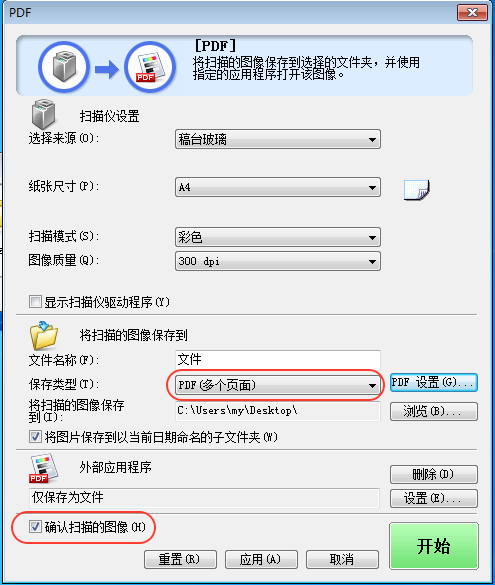 PDF
[PDF]
将扫描的图像保存到选择的文件夹，并使用
指定的应用程序打开该图像。
PDF
扫描仪设置
选择来源(O): 稿台玻璃
纸张尺寸(P): A4
扫描模式(S): 彩色
图像质量(Q): 300 dpi
显示扫描仪驱动程序(Y)
将扫描的图像保存到
文件名称(F): 文件
保存类型(T): PDF(多个页面) PDF 设置(G)...
将扫描的图像保存
到(I): C:\Users\my\Desktop\ 浏览(B)...
将图片保存到以当前日期命名的子文件夹(W)
PDF
外部应用程序 删除(D)
仅保存为文件 设置(E)...
确认扫描的图像(H)
开始
重置(R) 应用(A) 取消